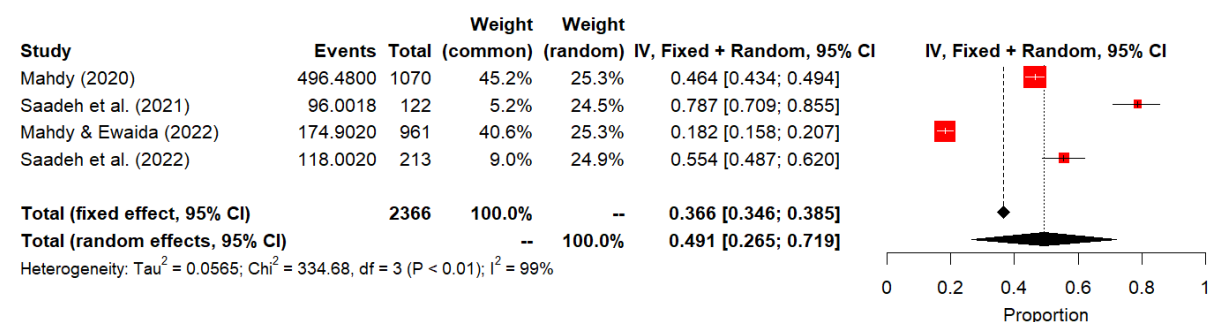 Weight Weight
Study Events Total (common) (random) IV, Fixed + Random, 95% CI IV, Fixed + Random, 95% CI
Mahdy (2020) 496.4800 1070 45.2% 25.3% 0.464 [0.434; 0.494]
Saadeh et al. (2021) 96.0018 122 5.2% 24.5% 0.787 [0.709; 0.855]
Mahdy & Ewaida (2022) 174.9020 961 40.6% 25.3% 0.182 [0.158; 0.207]
Saadeh et al. (2022) 118.0020 213 9.0% 24.9% 0.554 [0.487; 0.620]
Total (fixed effect, 95% CI) 2366 100.0% -- 0.366 [0.346; 0.385]
Total (random effects, 95% CI) -- 100.0% 0.491 [0.265; 0.719]
Heterogeneity: Tau² = 0.0565; Chi² = 334.68, df = 3 (P < 0.01); I² = 99%
0 0.2 0.4 0.6 0.8 1
Proportion